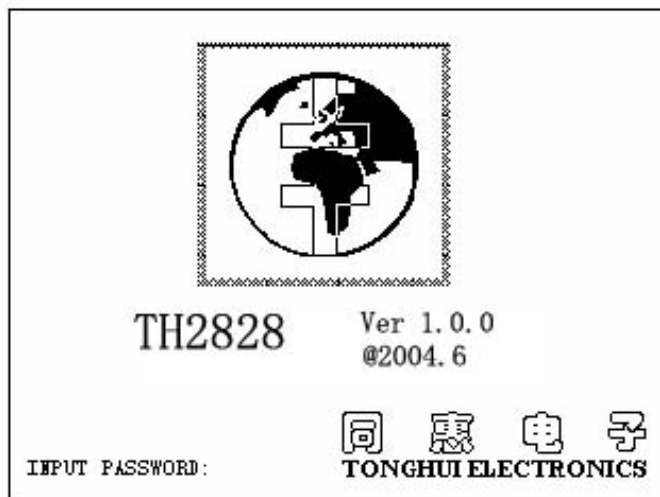 TH2828
Ver 1.0.0
@2004.6
同惠电子
INPUT PASSWORD:
TONGHUI ELECTRONICS